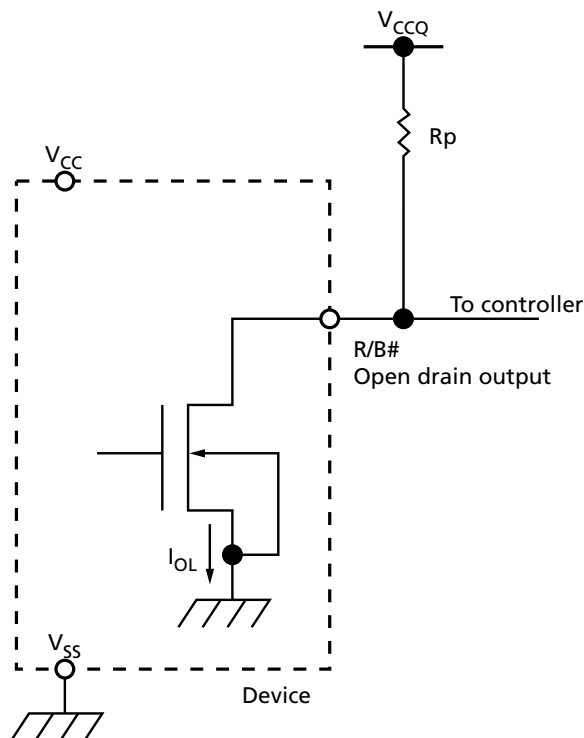 V_CCQ
Rp
V_CC
To controller
R/B#
Open drain output
I_OL
V_SS
Device